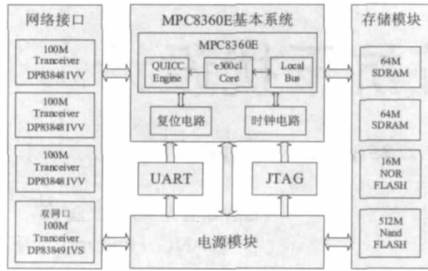 网络接口
100M
Tranceiver
DP83848IVV
100M
Tranceiver
DP83848IVV
100M
Tranceiver
DP83848IVV
双网口
100M
Tranceiver
DP83849IVS
MPC8360E基本系统
MPC8360E
QUICC
Engine
e300cl
Core
Local
Bus
复位电路
时钟电路
UART
JTAG
电源模块
存储模块
64M
SDRAM
64M
SDRAM
16M
NOR
FLASH
512M
Nand
FLASH